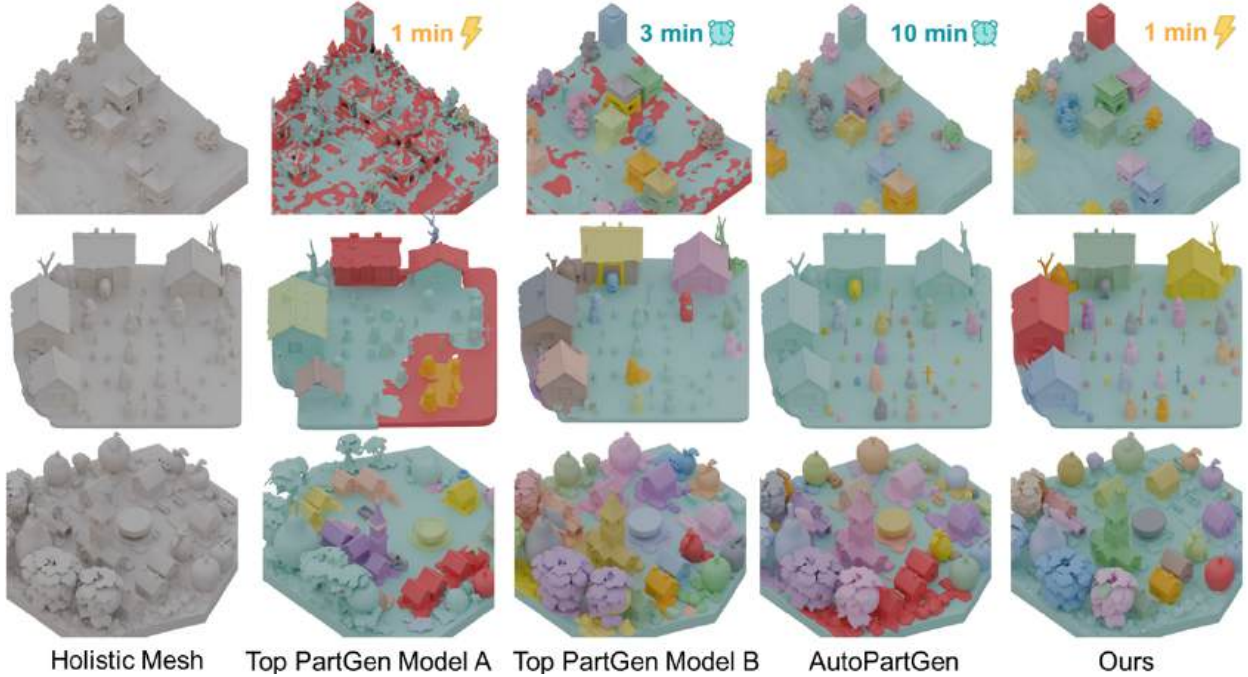 1 min
3 min
10 min
1 min
Holistic Mesh
Top PartGen Model A
Top PartGen Model B
AutoPartGen
Ours